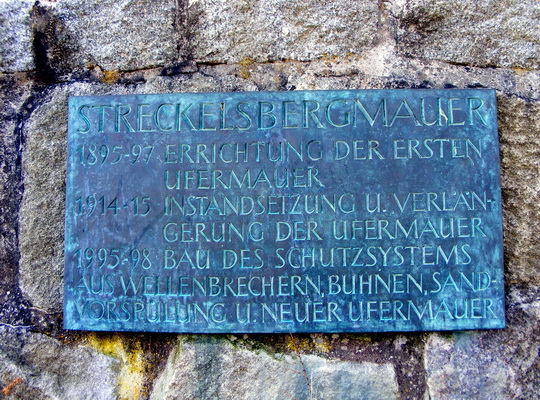 STRECKELSBERGMAUER
1895-97 ERRICHTUNG DER ERSTEN
UFERMAUER
1914-15 INSTANDSETZUNG U. VERLÄN-
GERUNG DER UFERMAUER
1995-98 BAU DES SCHUTZSYSTEMS
AUS WELLENBRECHERN, BUHNEN, SAND-
VORSPÜLUNG U. NEUER UFERMAUER